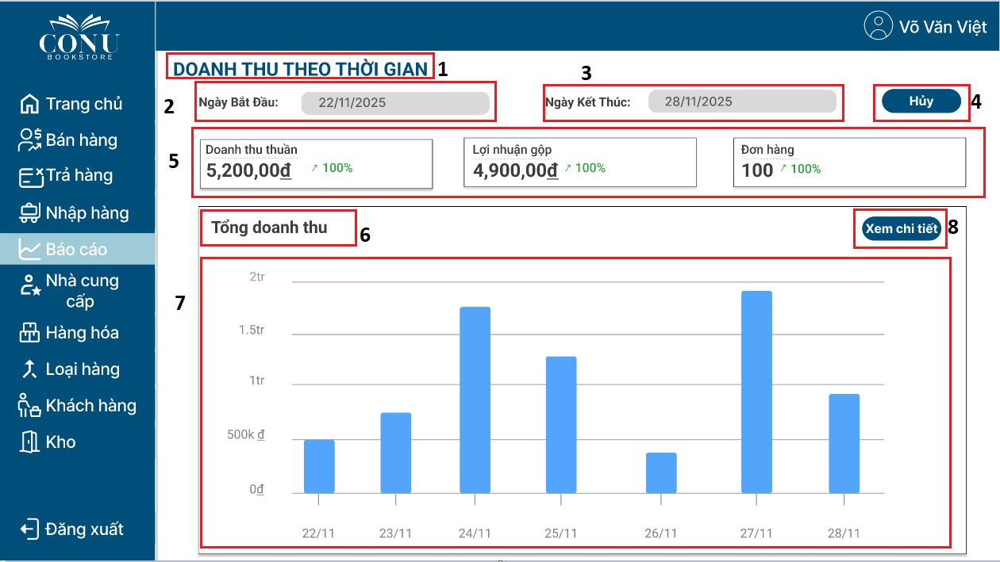 CONU
BOOKSTORE
Võ Văn Việt
Trang chủ
Bán hàng
Trả hàng
Nhập hàng
Báo cáo
Nhà cung
cấp
Hàng hóa
Loại hàng
Khách hàng
Kho
Đăng xuất
DOANH THU THEO THỜI GIAN 1
2 Ngày Bắt Đầu: 22/11/2025
3
Ngày Kết Thúc: 28/11/2025
Hủy 4
5
Doanh thu thuần
5,200,00đ ↗ 100%
Lợi nhuận gộp
4,900,00đ ↗ 100%
Đơn hàng
100 ↗ 100%
Tổng doanh thu 6
Xem chi tiết 8
7
2tr
1.5tr
1tr
500k đ
0đ
22/11 23/11 24/11 25/11 26/11 27/11 28/11